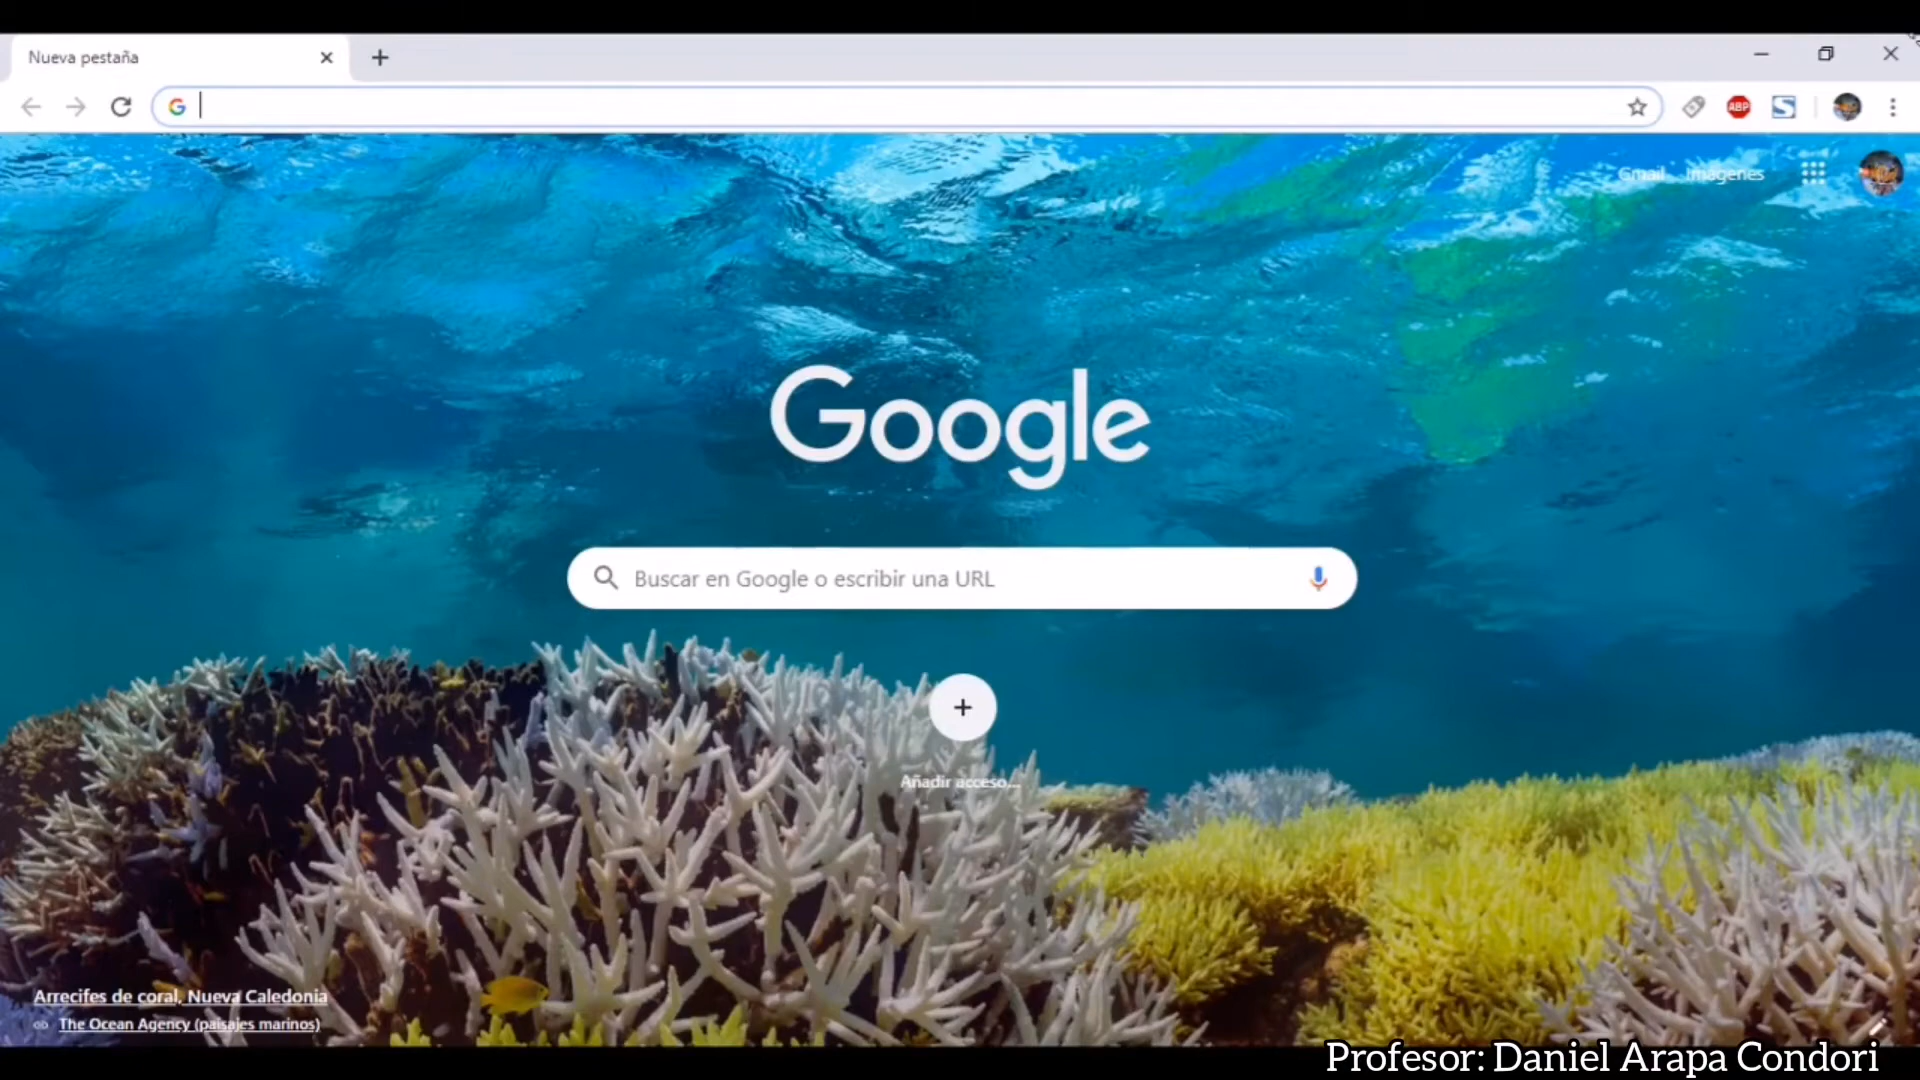 Nueva pestaña
ABP
Gmail Imágenes
Google
Buscar en Google o escribir una URL
Añadir acceso...
Arrecifes de coral, Nueva Caledonia
The Ocean Agency (paisajes marinos)
Profesor: Daniel Arapa Condori